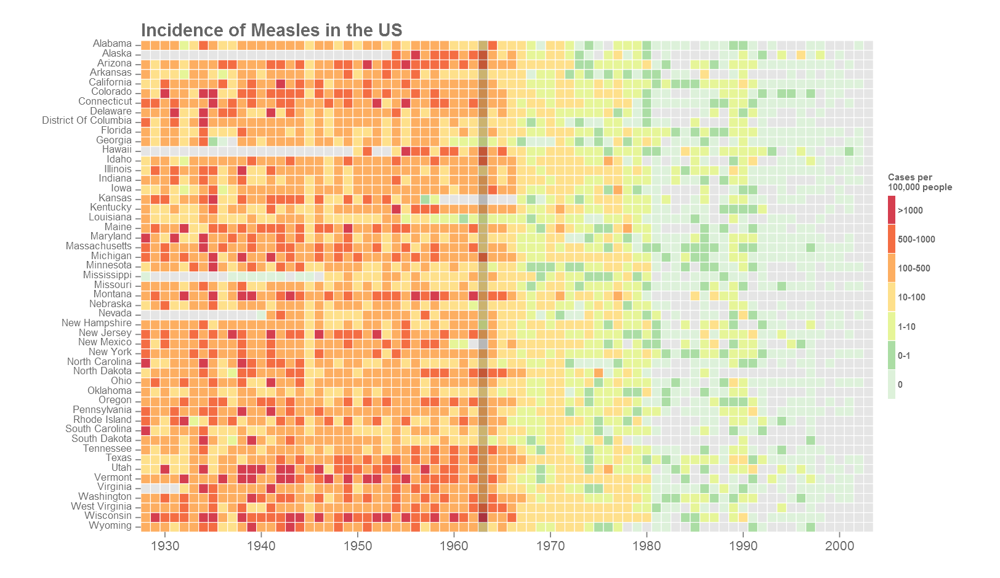 Incidence of Measles in the US
Alabama
Alaska
Arizona
Arkansas
California
Colorado
Connecticut
Delaware
District Of Columbia
Florida
Georgia
Hawaii
Idaho
Illinois
Indiana
Iowa
Kansas
Kentucky
Louisiana
Maine
Maryland
Massachusetts
Michigan
Minnesota
Mississippi
Missouri
Montana
Nebraska
Nevada
New Hampshire
New Jersey
New Mexico
New York
North Carolina
North Dakota
Ohio
Oklahoma
Oregon
Pennsylvania
Rhode Island
South Carolina
South Dakota
Tennessee
Texas
Utah
Vermont
Virginia
Washington
West Virginia
Wisconsin
Wyoming
1930 1940 1950 1960 1970 1980 1990 2000
Cases per
100,000 people
>1000
500-1000
100-500
10-100
1-10
0-1
0